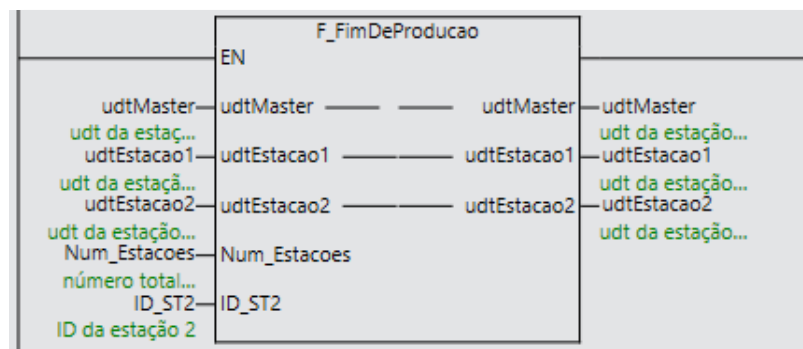 F_FimDeProducao
EN
udtMaster udtMaster udtMaster udtMaster
udt da estaç... udt da estação...
udtEstacao1 udtEstacao1 udtEstacao1 udtEstacao1
udt da estaçã... udt da estação...
udtEstacao2 udtEstacao2 udtEstacao2 udtEstacao2
udt da estação... udt da estação...
Num_Estacoes Num_Estacoes
número total...
ID_ST2 ID_ST2
ID da estação 2